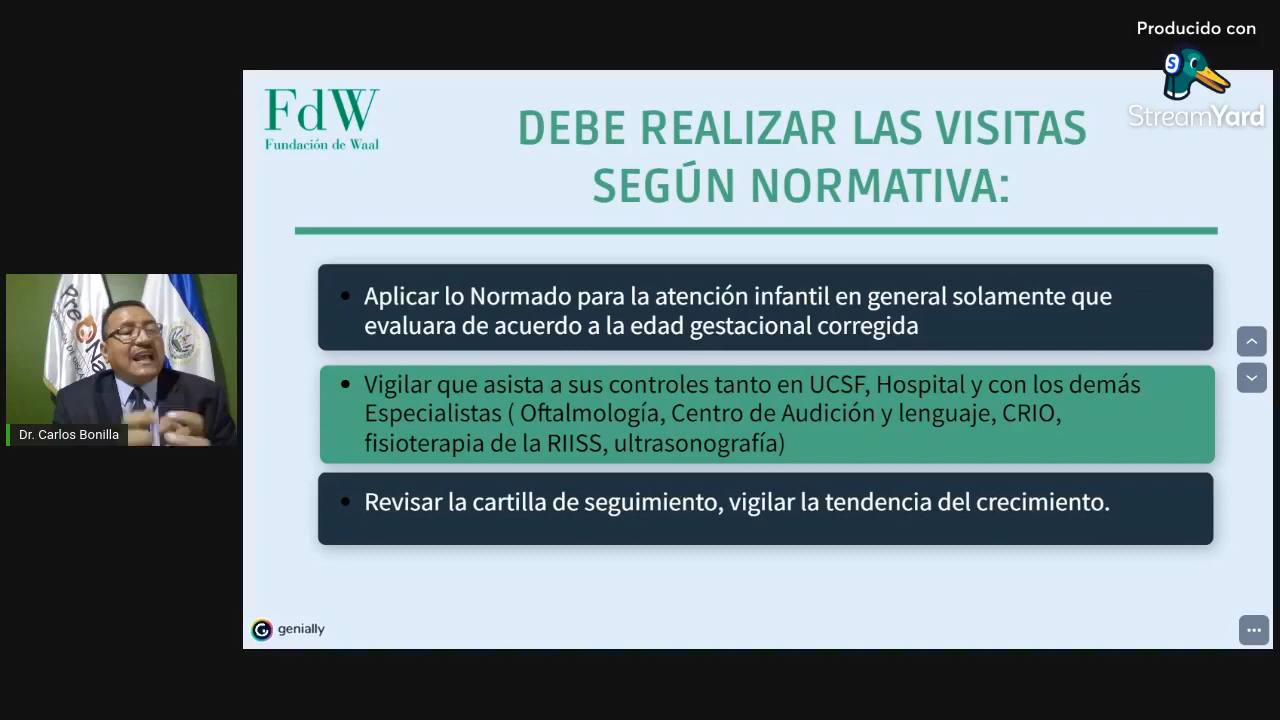 Producido con
StreamYard
FdW
Fundación de Waal
DEBE REALIZAR LAS VISITAS
SEGÚN NORMATIVA:
• Aplicar lo Normado para la atención infantil en general solamente que
evaluara de acuerdo a la edad gestacional corregida
• Vigilar que asista a sus controles tanto en UCSF, Hospital y con los demás
Especialistas ( Oftalmología, Centro de Audición y lenguaje, CRIO,
fisioterapia de la RIISS, ultrasonografía)
• Revisar la cartilla de seguimiento, vigilar la tendencia del crecimiento.
Dr. Carlos Bonilla
genially